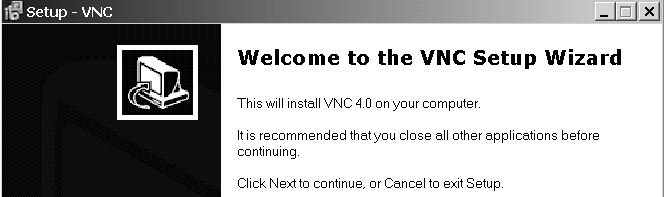 Setup - VNC
Welcome to the VNC Setup Wizard
This will install VNC 4.0 on your computer.
It is recommended that you close all other applications before
continuing.
Click Next to continue, or Cancel to exit Setup.